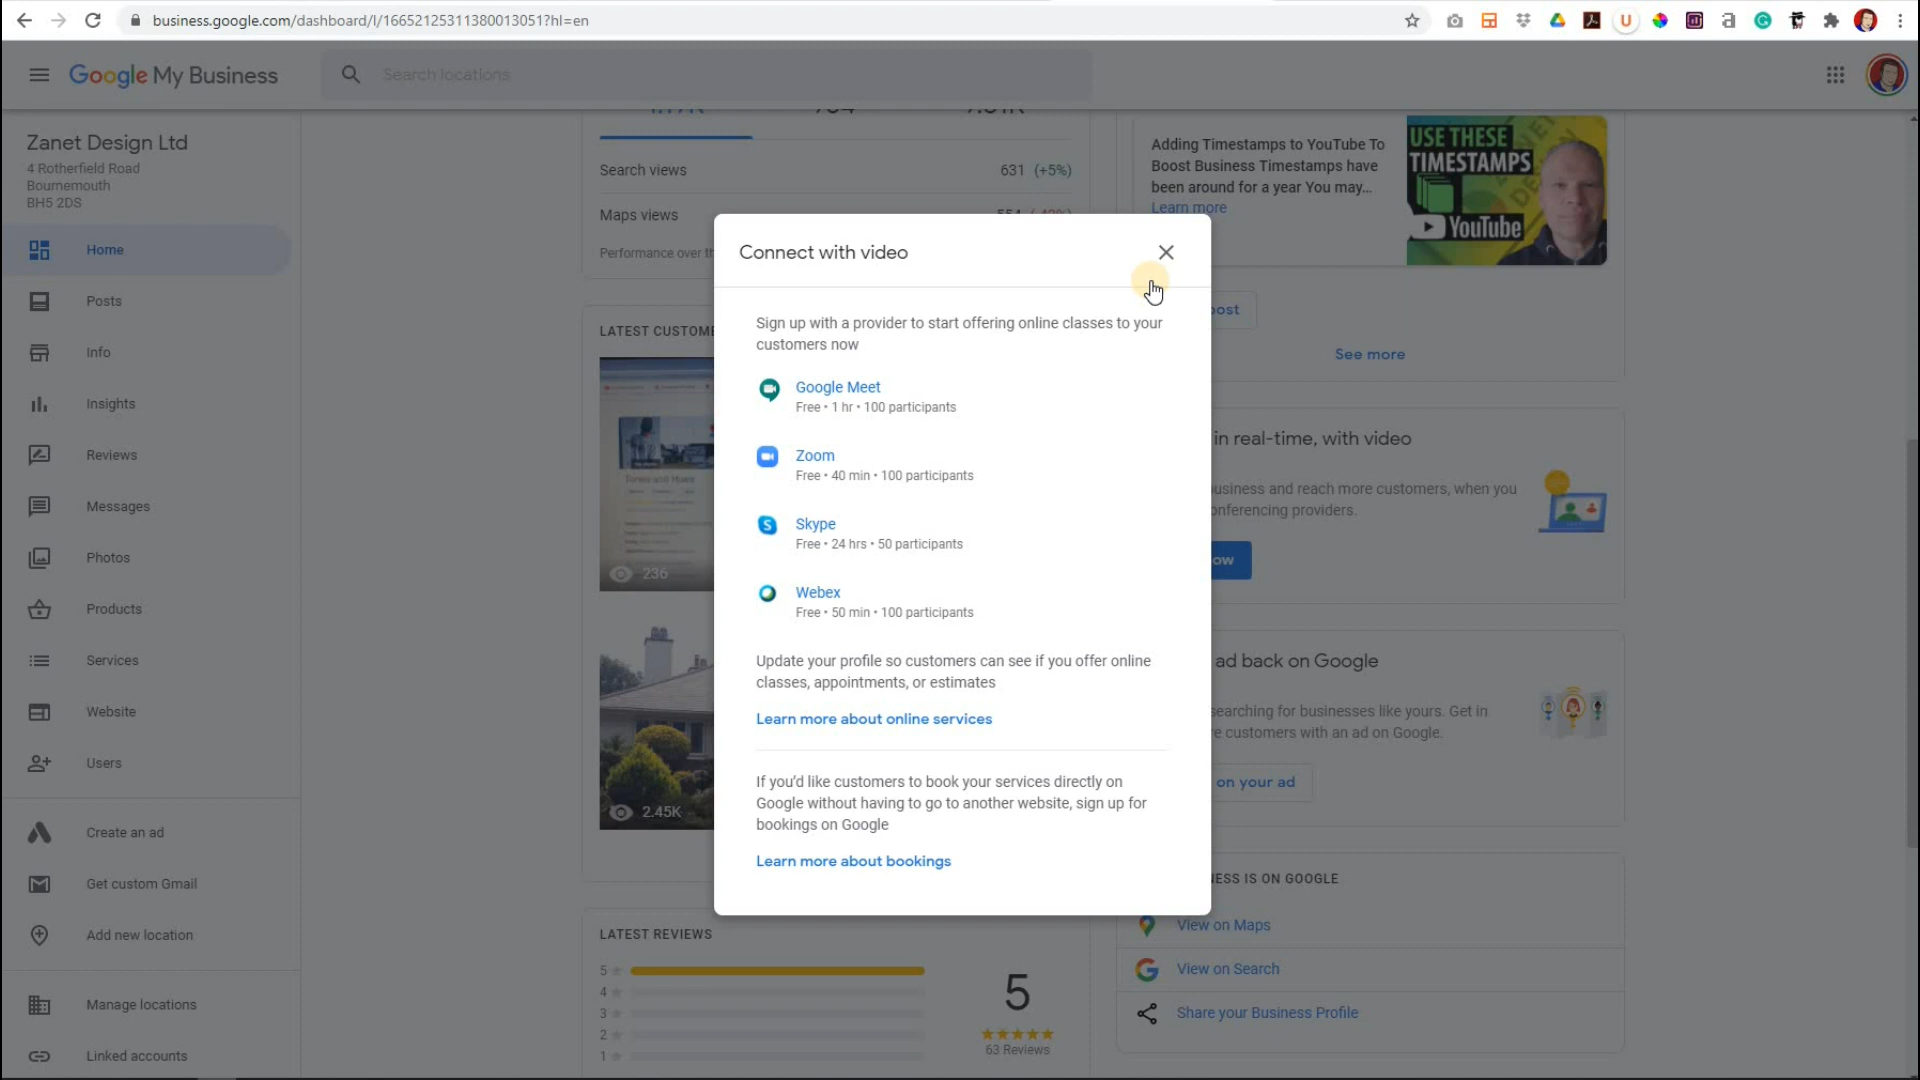 business.google.com/dashboard/l/16652125311380013051?hl=en
Google My Business
Search locations
Zanet Design Ltd
4 Rotherfield Road
Bournemouth
BH5 2DS
Home
Posts
Info
Insights
Reviews
Messages
Photos
Products
Services
Website
Users
Create an ad
Get custom Gmail
Add new location
Manage locations
Linked accounts
Search views
631 (+5%)
Maps views
Performance over
LATEST CUSTOME
236
2.45K
LATEST REVIEWS
5
4
3
2
1
5
63 Reviews
Connect with video
Sign up with a provider to start offering online classes to your
customers now
Google Meet
Free • 1 hr • 100 participants
Zoom
Free • 40 min • 100 participants
Skype
Free • 24 hrs • 50 participants
Webex
Free • 50 min • 100 participants
Update your profile so customers can see if you offer online
classes, appointments, or estimates
Learn more about online services
If you'd like customers to book your services directly on
Google without having to go to another website, sign up for
bookings on Google
Learn more about bookings
Adding Timestamps to YouTube To
Boost Business Timestamps have
been around for a year You may...
Learn more
USE THESE
TIMESTAMPS
YouTube
ost
See more
in real-time, with video
usiness and reach more customers, when you
onferencing providers.
ow
ad back on Google
searching for businesses like yours. Get in
e customers with an ad on Google.
on your ad
NESS IS ON GOOGLE
View on Maps
View on Search
Share your Business Profile